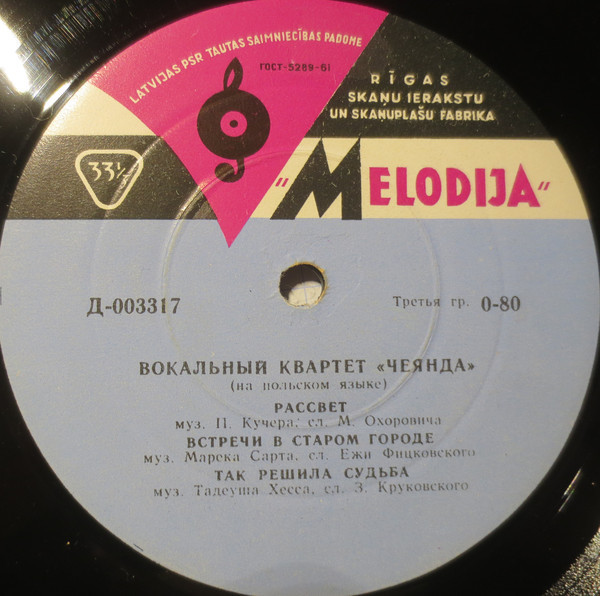 LATVIJAS PSR TAUTAS SAIMNIECĪBAS PADOME
ГОСТ-5289-61
RĪGAS
SKAŅU IERAKSTU
UN SKAŅUPLAŠU FABRIKA
33⅓
"MELODIJA"
Д-003317
Третья гр. 0-80
ВОКАЛЬНЫЙ КВАРТЕТ «ЧЕЯНДА»
(на польском языке)
РАССВЕТ
муз. П. Кучера; сл. М. Охоровича
ВСТРЕЧИ В СТАРОМ ГОРОДЕ
муз. Марека Сарта, сл. Ежи Фицковского
ТАК РЕШИЛА СУДЬБА
муз. Тадеуша Хесса, сл. З. Круковского